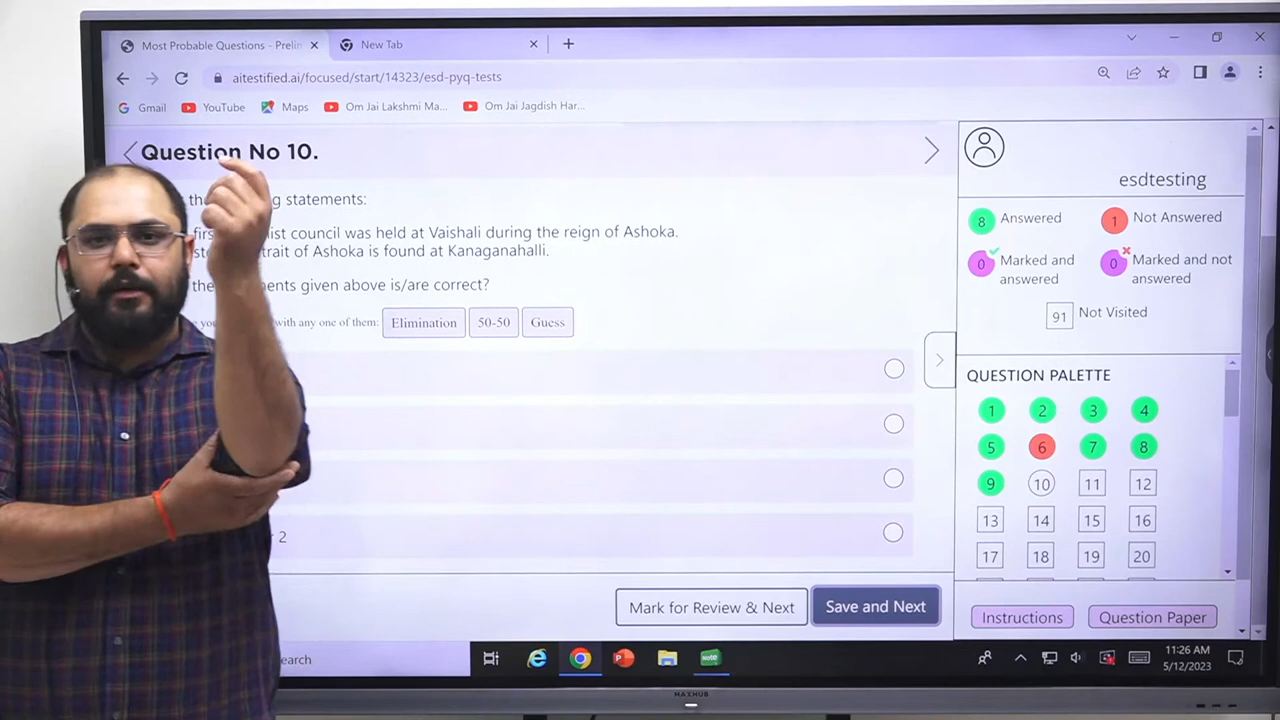 Most Probable Questions - Prelin
New Tab
aitestified.ai/focused/start/14323/esd-pyq-tests
Gmail
YouTube
Maps
Om Jai Lakshmi Ma...
Om Jai Jagdish Har...
Question No 10.
statements:
council was held at Vaishali during the reign of Ashoka.
of Ashoka is found at Kanaganahalli.
given above is/are correct?
with any one of them:
Elimination
50-50
Guess
2
Mark for Review & Next
Save and Next
esdtesting
8 Answered
1 Not Answered
0 Marked and answered
0 Marked and not answered
91 Not Visited
QUESTION PALETTE
1 2 3 4
5 6 7 8
9 10 11 12
13 14 15 16
17 18 19 20
Instructions
Question Paper
11:26 AM
5/12/2023
MAXHUB